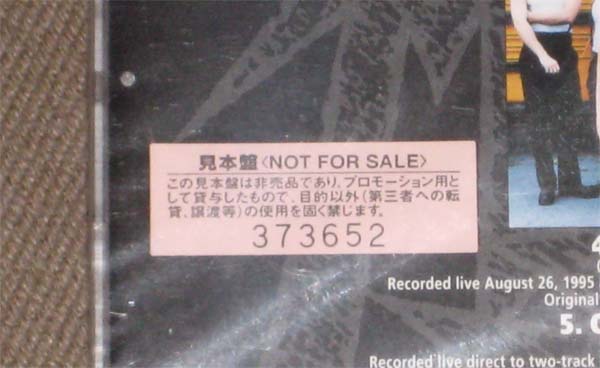 見本盤〈NOT FOR SALE〉
この見本盤は非売品であり、プロモーション用と
して貸与したもので、目的以外(第三者への転
貸、譲渡等)の使用を固く禁じます。
373652
4
Recorded live August 26, 1995
Original
5.
Recorded live direct to two-track